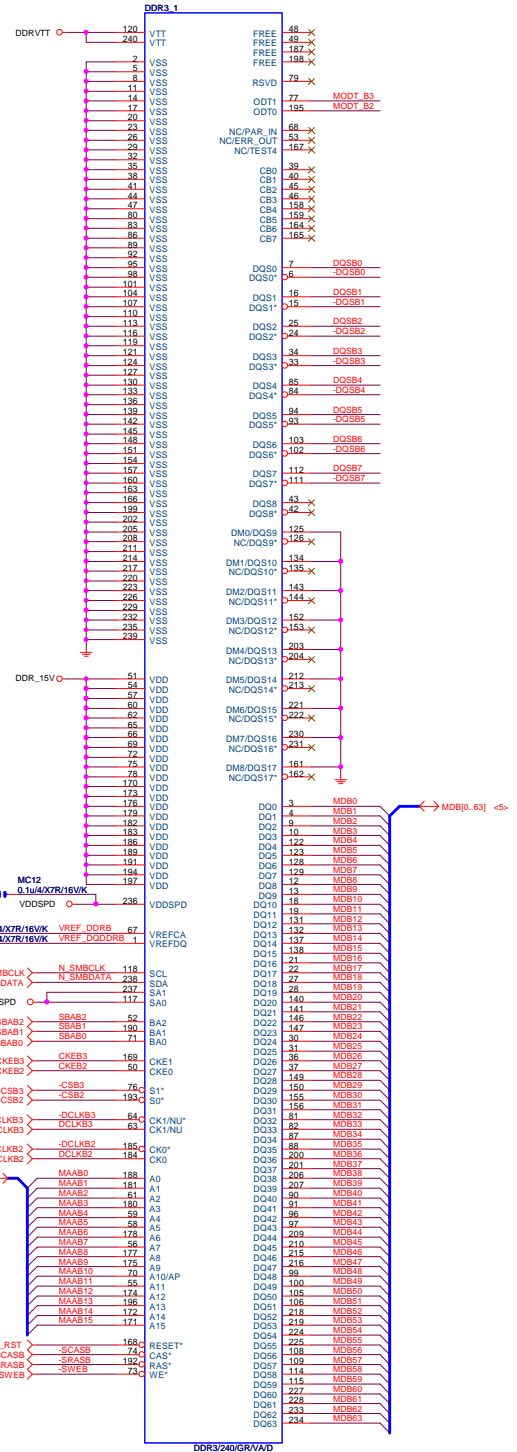 DDR3_1
DDRVTT 120 VTT FREE 48
240 VTT FREE 49
FREE 187
2 VSS FREE 198
5 VSS
8 VSS RSVD 79
11 VSS
14 VSS ODT1 77 MODT_B3
17 VSS ODT0 195 MODT_B2
20 VSS
23 VSS NC/PAR_IN 68
26 VSS NC/ERR_OUT 53
29 VSS NC/TEST4 167
32 VSS
35 VSS CB0 39
38 VSS CB1 40
41 VSS CB2 45
44 VSS CB3 46
47 VSS CB4 158
80 VSS CB5 159
83 VSS CB6 164
86 VSS CB7 165
89 VSS
92 VSS
95 VSS DQS0 7 DQSB0
98 VSS DQS0* 6 -DQSB0
101 VSS
104 VSS DQS1 16 DQSB1
107 VSS DQS1* 15 -DQSB1
110 VSS
113 VSS DQS2 25 DQSB2
116 VSS DQS2* 24 -DQSB2
119 VSS
121 VSS DQS3 34 DQSB3
124 VSS DQS3* 33 -DQSB3
127 VSS
130 VSS DQS4 85 DQSB4
133 VSS DQS4* 84 -DQSB4
136 VSS
139 VSS DQS5 94 DQSB5
142 VSS DQS5* 93 -DQSB5
145 VSS
148 VSS DQS6 103 DQSB6
151 VSS DQS6* 102 -DQSB6
154 VSS
157 VSS DQS7 112 DQSB7
160 VSS DQS7* 111 -DQSB7
163 VSS
166 VSS DQS8 43
199 VSS DQS8* 42
202 VSS
205 VSS DM0/DQS9 125
208 VSS NC/DQS9* 126
211 VSS
214 VSS DM1/DQS10 134
217 VSS NC/DQS10* 135
220 VSS
223 VSS DM2/DQS11 143
226 VSS NC/DQS11* 144
229 VSS
232 VSS DM3/DQS12 152
235 VSS NC/DQS12* 153
239 VSS
DM4/DQS13 203
NC/DQS13* 204
DDR_15V 51 VDD DM5/DQS14 212
54 VDD NC/DQS14* 213
57 VDD
60 VDD DM6/DQS15 221
62 VDD NC/DQS15* 222
65 VDD
66 VDD DM7/DQS16 230
69 VDD NC/DQS16* 231
72 VDD
75 VDD DM8/DQS17 161
78 VDD NC/DQS17* 162
170 VDD
173 VDD
176 VDD DQ0 3 MDB0 MDB[0..63] <5>
179 VDD DQ1 4 MDB1
182 VDD DQ2 9 MDB2
183 VDD DQ3 10 MDB3
186 VDD DQ4 122 MDB4
189 VDD DQ5 123 MDB5
191 VDD DQ6 128 MDB6
194 VDD DQ7 129 MDB7
197 VDD DQ8 12 MDB8
MC12 DQ9 13 MDB9
0.1u/4/X7R/16V/K
VDDSPD 236 VDDSPD DQ10 18 MDB10
DQ11 19 MDB11
DQ12 131 MDB12
4/X7R/16V/K VREF_DDRB 67 VREFCA DQ13 132 MDB13
4/X7R/16V/K VREF_DQDDRB 1 VREFDQ DQ14 137 MDB14
DQ15 138 MDB15
DQ16 21 MDB16
MBCLK N_SMBCLK 118 SCL DQ17 22 MDB17
DATA N_SMBDATA 238 SDA DQ18 27 MDB18
237 SA1 DQ19 28 MDB19
SPD 117 SA0 DQ20 140 MDB20
DQ21 141 MDB21
SBAB2 SBAB2 52 BA2 DQ22 146 MDB22
SBAB1 SBAB1 190 BA1 DQ23 147 MDB23
SBAB0 SBAB0 71 BA0 DQ24 30 MDB24
DQ25 31 MDB25
CKEB3 CKEB3 169 CKE1 DQ26 36 MDB26
CKEB2 CKEB2 50 CKE0 DQ27 37 MDB27
DQ28 149 MDB28
-CSB3 -CSB3 76 S1* DQ29 150 MDB29
-CSB2 -CSB2 193 S0* DQ30 155 MDB30
DQ31 156 MDB31
CLKB3 -DCLKB3 64 CK1/NU* DQ32 81 MDB32
CLKB3 DCLKB3 63 CK1/NU DQ33 82 MDB33
DQ34 87 MDB34
CLKB2 -DCLKB2 185 CK0* DQ35 88 MDB35
CLKB2 DCLKB2 184 CK0 DQ36 200 MDB36
DQ37 201 MDB37
MAAB0 188 A0 DQ38 206 MDB38
MAAB1 181 A1 DQ39 207 MDB39
MAAB2 61 A2 DQ40 90 MDB40
MAAB3 180 A3 DQ41 91 MDB41
MAAB4 59 A4 DQ42 96 MDB42
MAAB5 58 A5 DQ43 97 MDB43
MAAB6 178 A6 DQ44 209 MDB44
MAAB7 56 A7 DQ45 210 MDB45
MAAB8 177 A8 DQ46 215 MDB46
MAAB9 175 A9 DQ47 216 MDB47
MAAB10 70 A10/AP DQ48 99 MDB48
MAAB11 55 A11 DQ49 100 MDB49
MAAB12 174 A12 DQ50 105 MDB50
MAAB13 196 A13 DQ51 106 MDB51
MAAB14 172 A14 DQ52 218 MDB52
MAAB15 171 A15 DQ53 219 MDB53
DQ54 224 MDB54
_RST 168 RESET* DQ55 225 MDB55
SCASB -SCASB 74 CAS* DQ56 108 MDB56
SRASB -SRASB 192 RAS* DQ57 109 MDB57
SWEB -SWEB 73 WE* DQ58 114 MDB58
DQ59 115 MDB59
DQ60 227 MDB60
DQ61 228 MDB61
DQ62 233 MDB62
DQ63 234 MDB63
DDR3/240/GR/VA/D